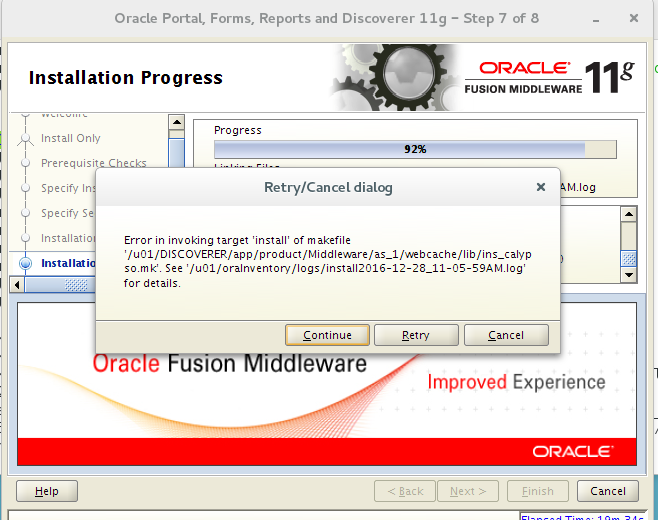 Oracle Portal, Forms, Reports and Discoverer 11g - Step 7 of 8
Installation Progress
ORACLE
FUSION MIDDLEWARE
11g
Welcome
Install Only
Prerequisite Checks
Specify Ins
Specify Se
Installation
Installatio
Progress
92%
Linking Files
AM.log
Retry/Cancel dialog
Error in invoking target 'install' of makefile
'/u01/DISCOVERER/app/product/Middleware/as_1/webcache/lib/ins_calyp
so.mk'. See '/u01/oraInventory/logs/install2016-12-28_11-05-59AM.log'
for details.
Continue
Retry
Cancel
Oracle Fusion Middleware
Improved Experience
ORACLE
Help
< Back
Next >
Finish
Cancel
Elapsed Time: 19m 34s